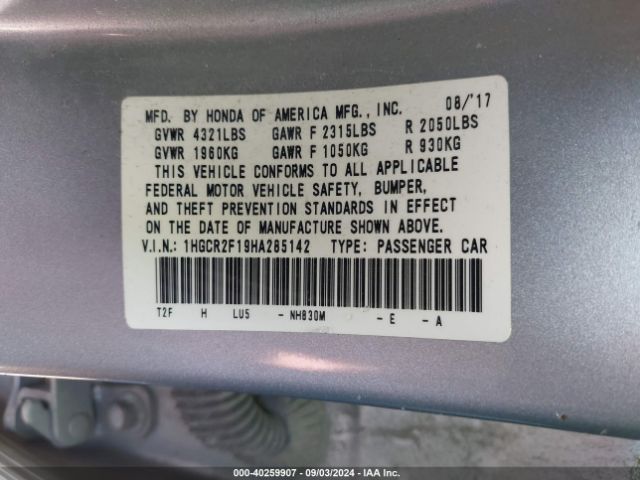 MFD. BY HONDA OF AMERICA MFG., INC. 08/'17
GVWR 4321LBS GAWR F 2315LBS R 2050LBS
GVWR 1960KG GAWR F 1050KG R 930KG
THIS VEHICLE CONFORMS TO ALL APPLICABLE
FEDERAL MOTOR VEHICLE SAFETY, BUMPER,
AND THEFT PREVENTION STANDARDS IN EFFECT
ON THE DATE OF MANUFACTURE SHOWN ABOVE.
V.I.N.: 1HGCR2F19HA285142 TYPE: PASSENGER CAR
T2F H LU5 - NH830M - E - A
000-40259907 - 09/03/2024 - IAA Inc.